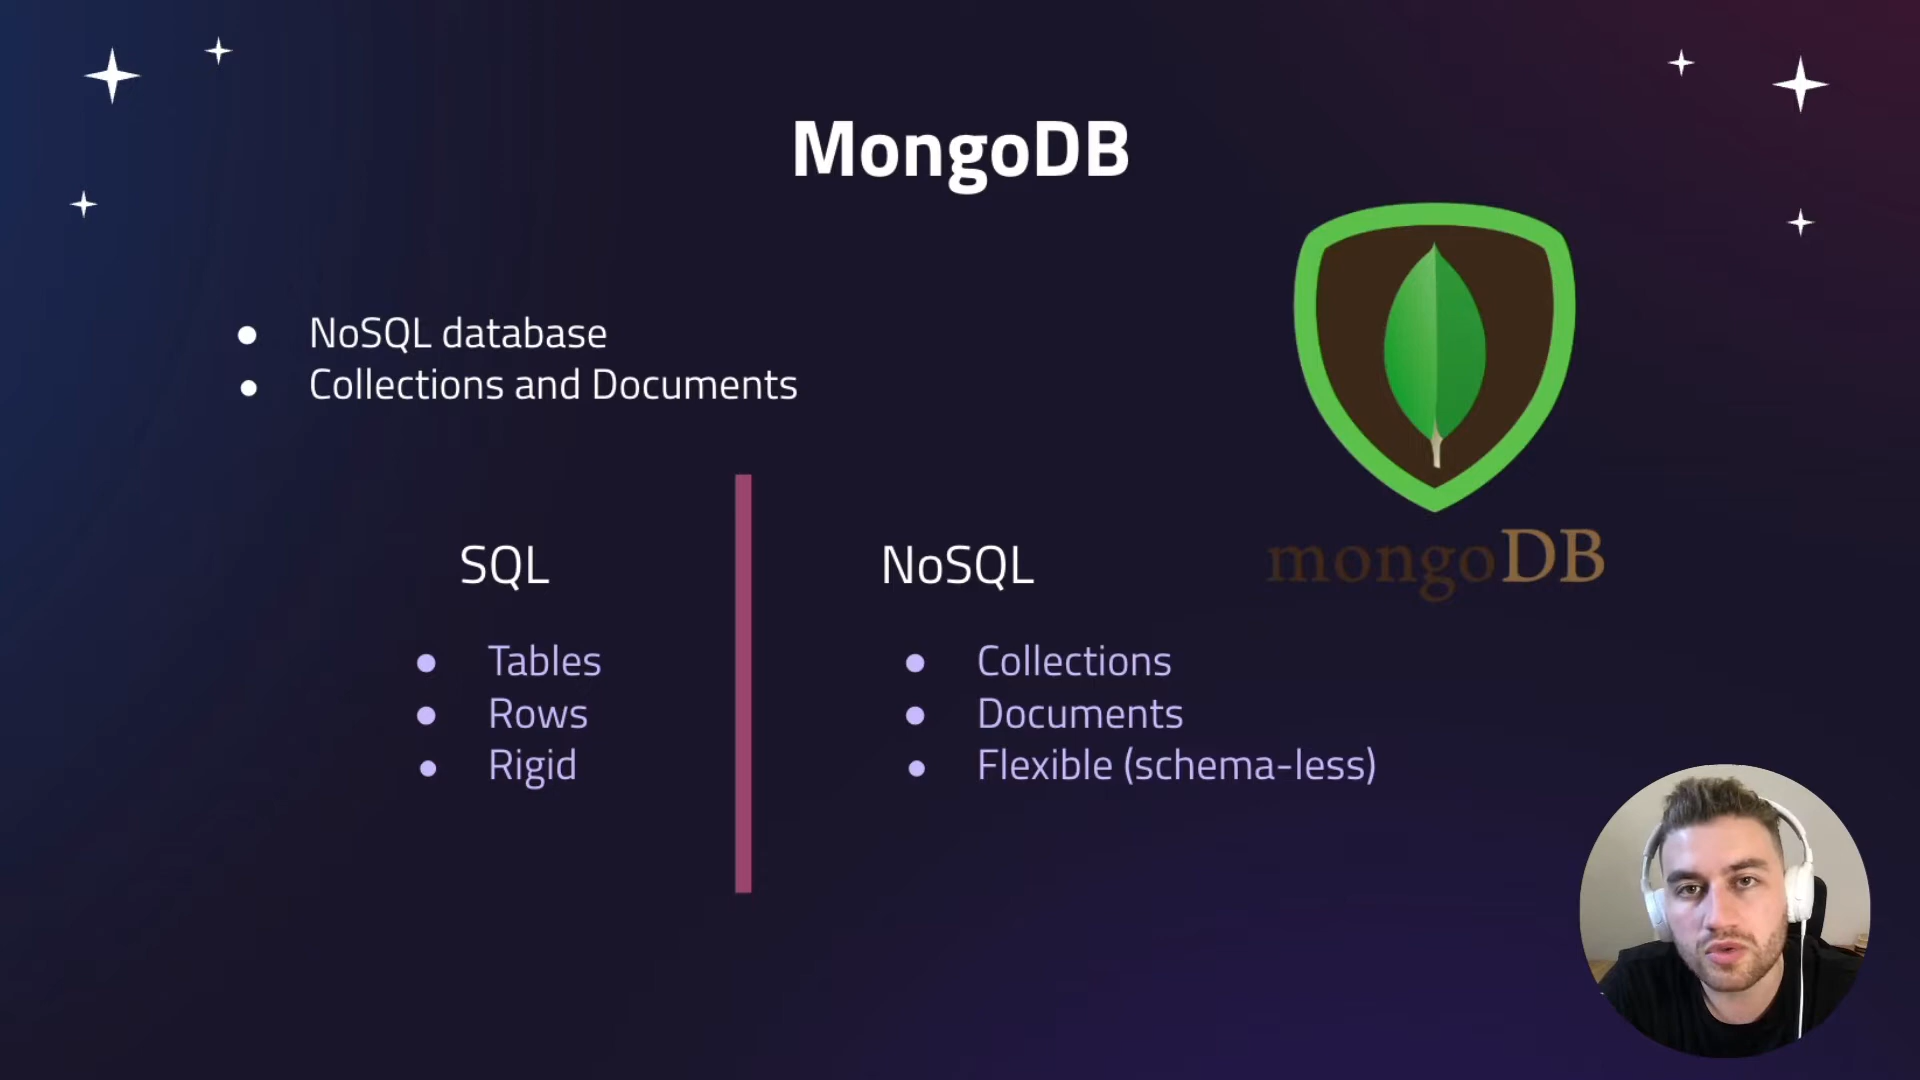 MongoDB
NoSQL database
Collections and Documents
mongoDB
SQL
Tables
Rows
Rigid
NoSQL
Collections
Documents
Flexible (schema-less)